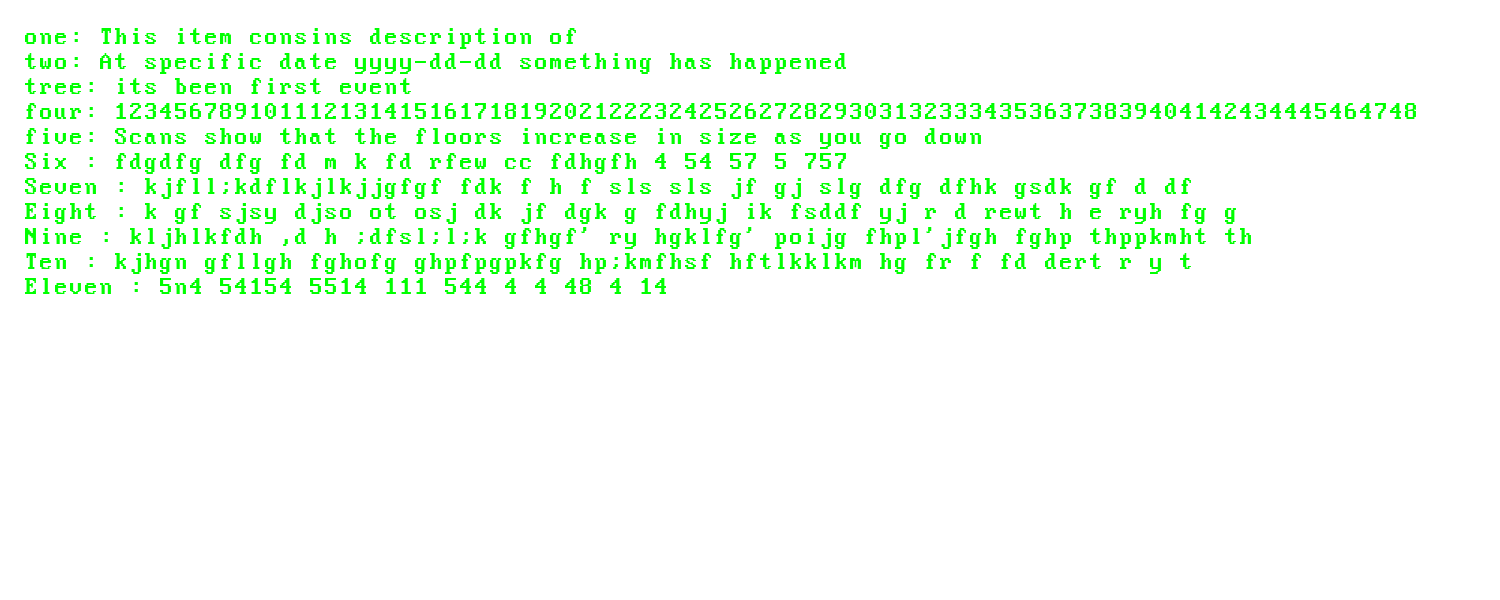 one: This item consins description of
two: At specific date yyyy-dd-dd something has happened
tree: its been first event
four: 123456789101112131415161718192021222324252627282930313233343536373839404142434445464748
five: Scans show that the floors increase in size as you go down
Six : fdgdfg dfg fd m k fd rfew cc fdhgfh 4 54 57 5 757
Seven : kjfll;kdflkjlkjjgfgf fdk f h f sls sls jf gj slg dfg dfhk gsdk gf d df
Eight : k gf sjsy djso ot osj dk jf dgk g fdhyj ik fsddf yj r d rewt h e ryh fg g
Nine : kljhlkfdh ,d h ;dfsl;l;k gfhgf' ry hgklfg' poijg fhpl'jfgh fghp thppkmht th
Ten : kjhgn gfllgh fghofg ghpfpgpkfg hp;kmfhsf hftlkklkm hg fr f fd dert r y t
Eleven : 5n4 54154 5514 111 544 4 4 48 4 14